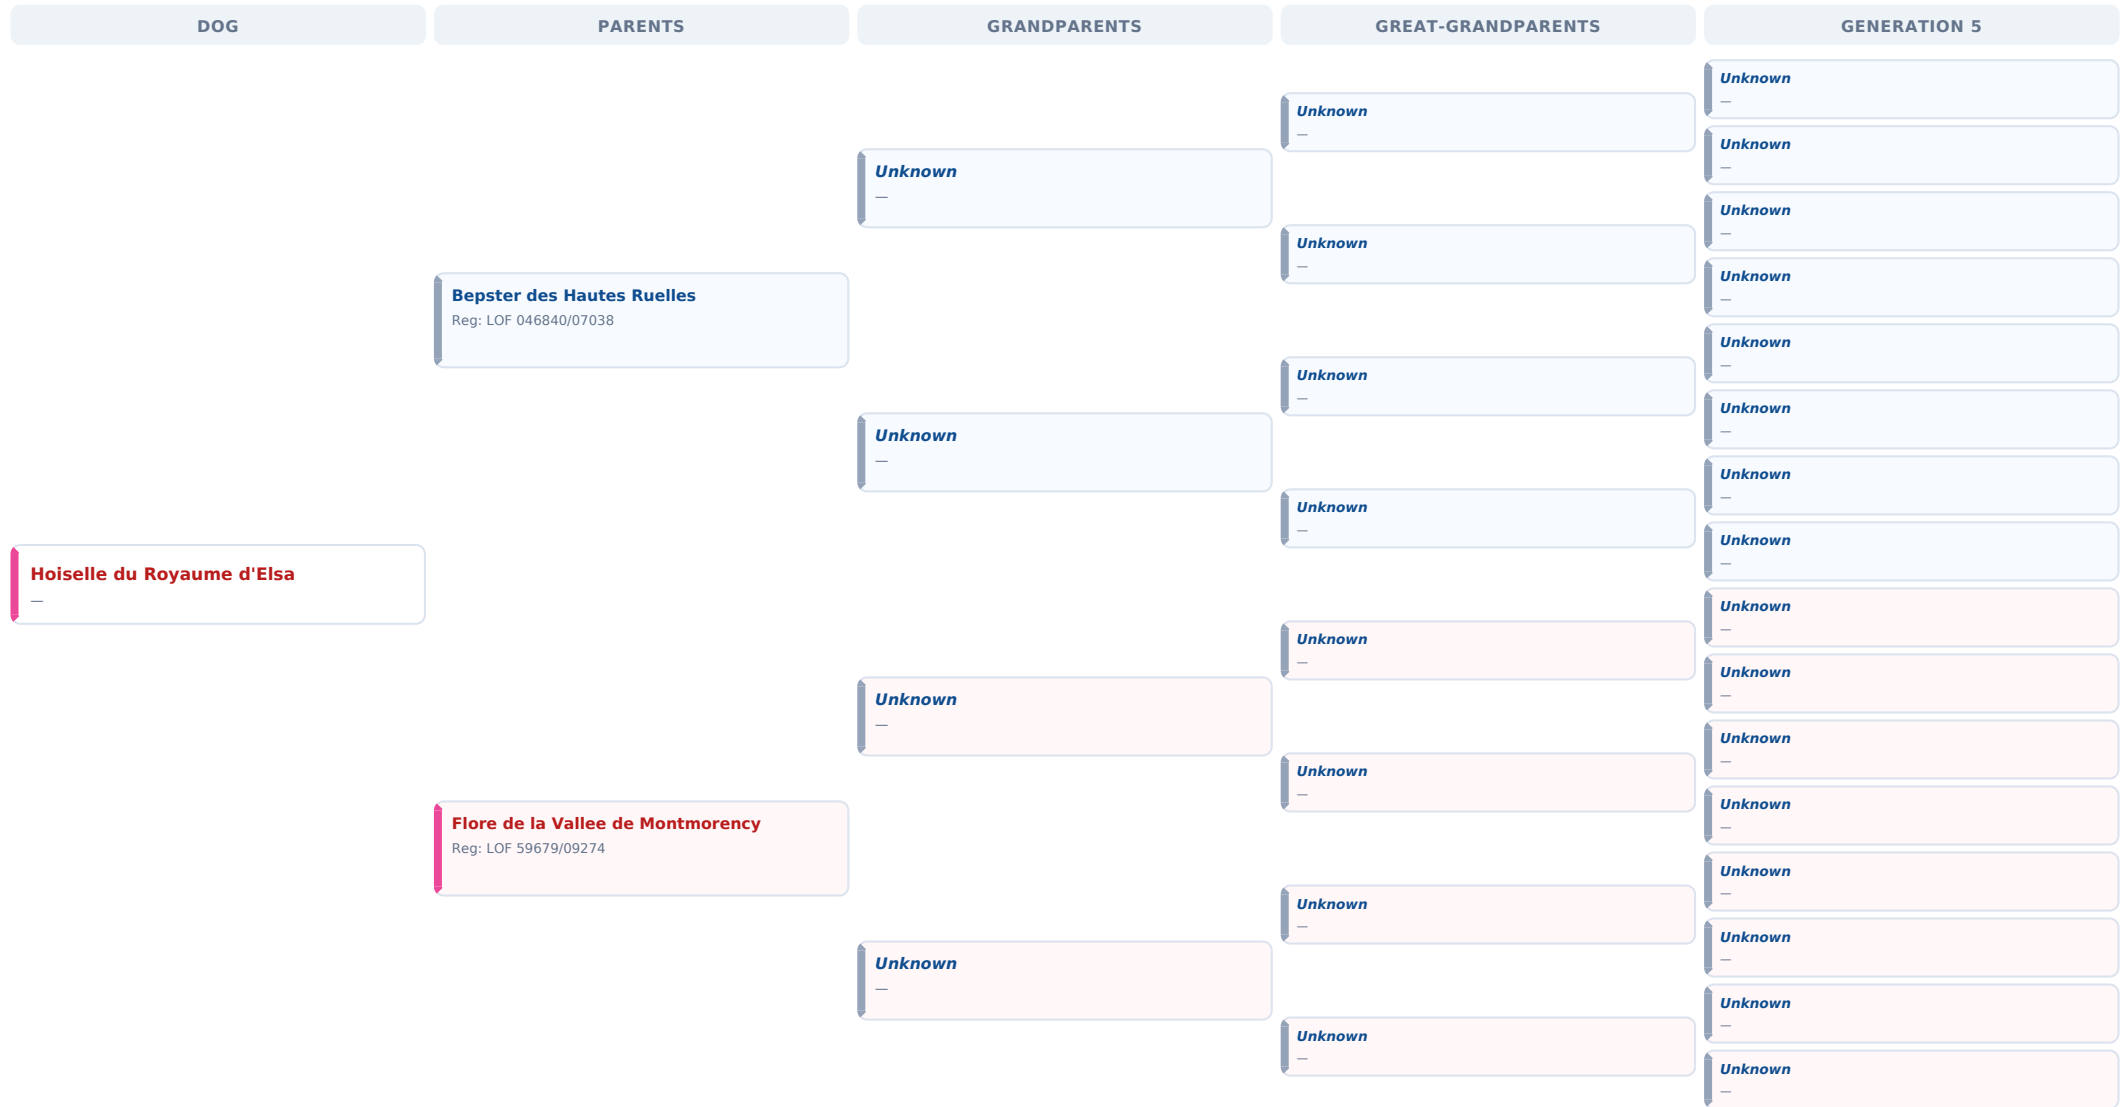 DOG
PARENTS
GRANDPARENTS
GREAT-GRANDPARENTS
GENERATION 5
Hoiselle du Royaume d'Elsa
—
Bepster des Hautes Ruelles
Reg: LOF 046840/07038
Flore de la Vallee de Montmorency
Reg: LOF 59679/09274
Unknown
—
Unknown
—
Unknown
—
Unknown
—
Unknown
—
Unknown
—
Unknown
—
Unknown
—
Unknown
—
Unknown
—
Unknown
—
Unknown
—
Unknown
—
Unknown
—
Unknown
—
Unknown
—
Unknown
—
Unknown
—
Unknown
—
Unknown
—
Unknown
—
Unknown
—
Unknown
—
Unknown
—
Unknown
—
Unknown
—
Unknown
—
Unknown
—